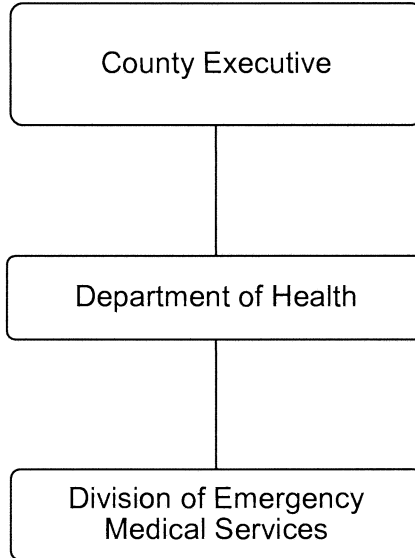 County Executive
Department of Health
Division of Emergency
Medical Services